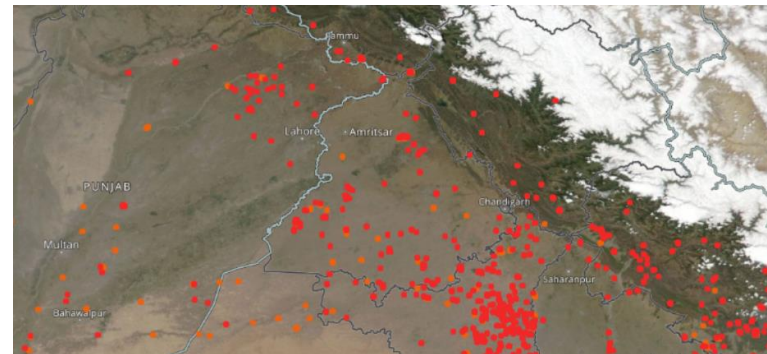 Jammu
Lahore
Amritsar
PUNJAB
Chandigarh
Multan
Saharanpur
Bahawalpur